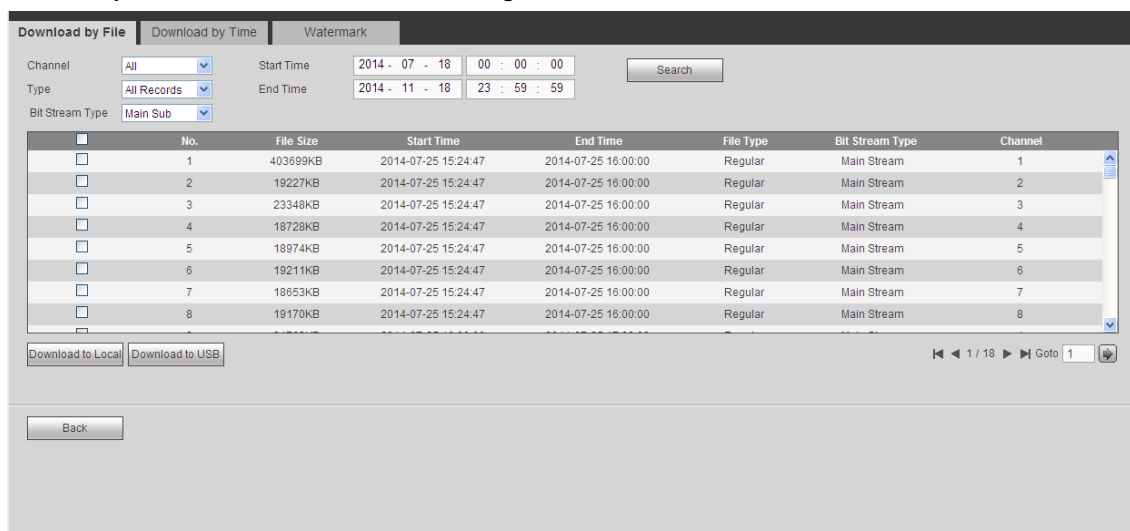 Download by File Download by Time Watermark
Channel All Start Time 2014 - 07 - 18 00 : 00 : 00 Search
Type All Records End Time 2014 - 11 - 18 23 : 59 : 59
Bit Stream Type Main Sub
No. File Size Start Time End Time File Type Bit Stream Type Channel
1 403699KB 2014-07-25 15:24:47 2014-07-25 16:00:00 Regular Main Stream 1
2 19227KB 2014-07-25 15:24:47 2014-07-25 16:00:00 Regular Main Stream 2
3 23348KB 2014-07-25 15:24:47 2014-07-25 16:00:00 Regular Main Stream 3
4 18728KB 2014-07-25 15:24:47 2014-07-25 16:00:00 Regular Main Stream 4
5 18974KB 2014-07-25 15:24:47 2014-07-25 16:00:00 Regular Main Stream 5
6 19211KB 2014-07-25 15:24:47 2014-07-25 16:00:00 Regular Main Stream 6
7 18653KB 2014-07-25 15:24:47 2014-07-25 16:00:00 Regular Main Stream 7
8 19170KB 2014-07-25 15:24:47 2014-07-25 16:00:00 Regular Main Stream 8
Download to Local Download to USB 1 / 18 Goto 1
Back